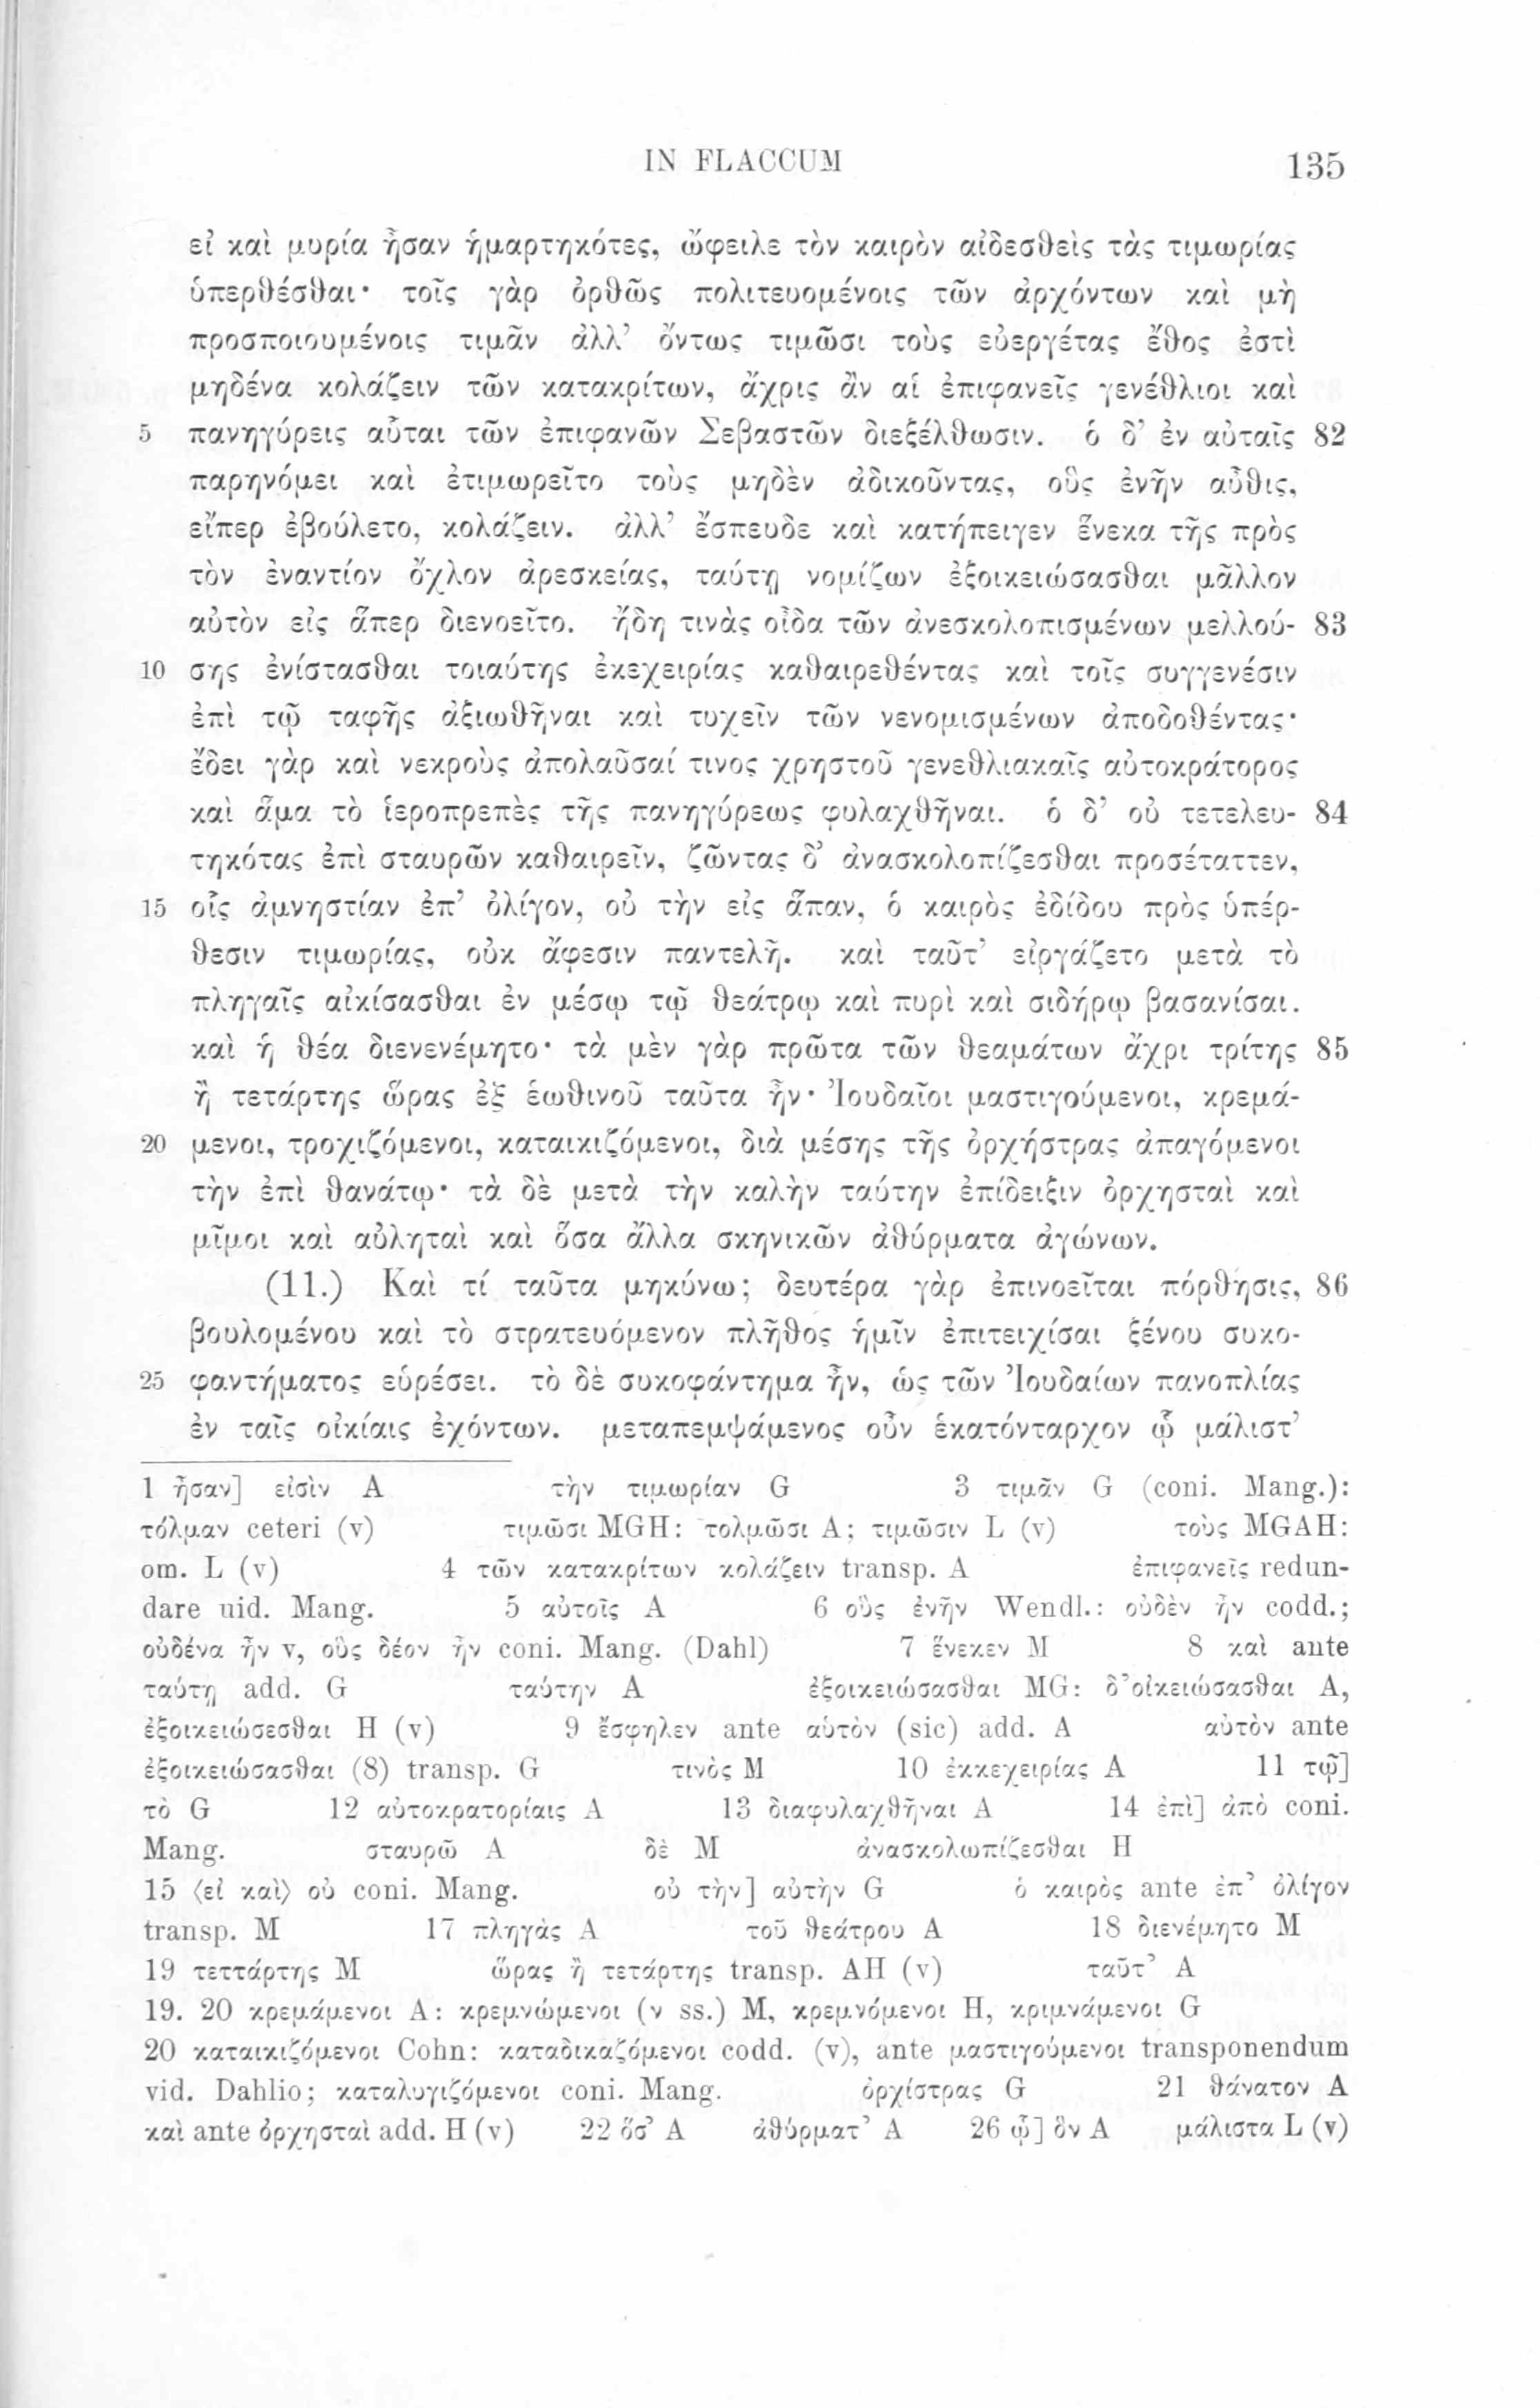 IN FLACCUM 135
εἰ καὶ μυρία ἦσαν ἡμαρτηκότες, ὤφειλε τὸν καιρὸν αἰδεσθεὶς τὰς τιμωρίας
ὑπερθέσθαι· τοῖς γὰρ ὀρθῶς πολιτευομένοις τῶν ἀρχόντων καὶ μὴ
προσποιουμένοις τιμᾶν ἀλλ’ ὄντως τιμῶσι τοὺς εὐεργέτας ἔθος ἐστὶ
μηδένα κολάζειν τῶν κατακρίτων, ἄχρις ἂν αἱ ἐπιφανεῖς γενέθλιοι καὶ
5 πανηγύρεις αὗται τῶν ἐπιφανῶν Σεβαστῶν διεξέλθωσιν. ὁ δ’ ἐν αὐταῖς 82
παρηνόμει καὶ ἐτιμωρεῖτο τοὺς μηδὲν ἀδικοῦντας, οὓς ἐνῆν αὖθις,
εἴπερ ἐβούλετο, κολάζειν. ἀλλ’ ἔσπευδε καὶ κατήπειγεν ἕνεκα τῆς πρὸς
τὸν ἐναντίον ὄχλον ἀρεσκείας, ταύτῃ νομίζων ἐξοικειώσασθαι μᾶλλον
αὐτὸν εἰς ἅπερ διενοεῖτο. ἤδη τινὰς οἶδα τῶν ἀνεσκολοπισμένων μελλού- 83
10 σης ἐνίστασθαι τοιαύτης ἐκεχειρίας καθαιρεθέντας καὶ τοῖς συγγενέσιν
ἐπὶ τῷ ταφῆς ἀξιωθῆναι καὶ τυχεῖν τῶν νενομισμένων ἀποδοθέντας·
ἔδει γὰρ καὶ νεκροὺς ἀπολαῦσαί τινος χρηστοῦ γενεθλιακαῖς αὐτοκράτορος
καὶ ἅμα τὸ ἱεροπρεπὲς τῆς πανηγύρεως φυλαχθῆναι. ὁ δ’ οὐ τετελευ- 84
τηκότας ἐπὶ σταυρῶν καθαιρεῖν, ζῶντας δ’ ἀνασκολοπίζεσθαι προσέταττεν,
15 οἷς ἀμνηστίαν ἐπ’ ὀλίγον, οὐ τὴν εἰς ἅπαν, ὁ καιρὸς ἐδίδου πρὸς ὑπέρ-
θεσιν τιμωρίας, οὐκ ἄφεσιν παντελῆ. καὶ ταῦτ’ εἰργάζετο μετὰ τὸ
πληγαῖς αἰκίσασθαι ἐν μέσῳ τῷ θεάτρῳ καὶ πυρὶ καὶ σιδήρῳ βασανίσαι.
καὶ ἡ θέα διενενέμητο· τὰ μὲν γὰρ πρῶτα τῶν θεαμάτων ἄχρι τρίτης 85
ἢ τετάρτης ὥρας ἐξ ἑωθινοῦ ταῦτα ἦν· Ἰουδαῖοι μαστιγούμενοι, κρεμά-
20 μενοι, τροχιζόμενοι, καταικιζόμενοι, διὰ μέσης τῆς ὀρχήστρας ἀπαγόμενοι
τὴν ἐπὶ θανάτῳ· τὰ δὲ μετὰ τὴν καλὴν ταύτην ἐπίδειξιν ὀρχησταὶ καὶ
μῖμοι καὶ αὐληταὶ καὶ ὅσα ἄλλα σκηνικῶν ἀθύρματα ἀγώνων.
(11.) Καὶ τί ταῦτα μηκύνω; δευτέρα γὰρ ἐπινοεῖται πόρθησις, 86
βουλομένου καὶ τὸ στρατευόμενον πλῆθος ἡμῖν ἐπιτειχίσαι ξένου συκο-
25 φαντήματος εὑρέσει. τὸ δὲ συκοφάντημα ἦν, ὡς τῶν Ἰουδαίων πανοπλίας
ἐν ταῖς οἰκίαις ἐχόντων. μεταπεμψάμενος οὖν ἑκατόνταρχον ᾧ μάλιστ’
1 ἦσαν] εἰσὶν A τὴν τιμωρίαν G 3 τιμᾶν G (coni. Mang.):
τόλμαν ceteri (v) τιμῶσι MGH: τολμῶσι A; τιμῶσιν L (v) τοὺς MGAH:
om. L (v) 4 τῶν κατακρίτων κολάζειν transp. A ἐπιφανεῖς redun-
dare uid. Mang. 5 αὐτοῖς A 6 οὓς ἐνῆν Wendl.: οὐδὲν ἦν codd.;
οὐδένα ἦν v, οὓς δέον ἦν coni. Mang. (Dahl) 7 ἕνεκεν M 8 καὶ ante
ταύτῃ add. G ταύτην A ἐξοικειώσασθαι MG: δ’οἰκειώσασθαι A,
ἐξοικειώσεσθαι H (v) 9 ἔσφηλεν ante αὑτὸν (sic) add. A αὐτὸν ante
ἐξοικειώσασθαι (8) transp. G τινὸς M 10 ἐκκεχειρίας A 11 τῷ]
τὸ G 12 αὐτοκρατορίαις A 13 διαφυλαχθῆναι A 14 ἐπὶ] ἀπὸ coni.
Mang. σταυρῶ A δὲ M ἀνασκολωπίζεσθαι H
15 ⟨εἰ καὶ⟩ οὐ coni. Mang. οὐ τὴν] αὐτὴν G ὁ καιρὸς ante ἐπ’ ὀλίγον
transp. M 17 πληγὰς A τοῦ θεάτρου A 18 διενέμητο M
19 τεττάρτης M ὥρας ἢ τετάρτης transp. AH (v) ταῦτ’ A
19. 20 κρεμάμενοι A: κρεμνώμενοι (ν ss.) M, κρεμνόμενοι H, κριμνάμενοι G
20 καταικιζόμενοι Cohn: καταδικαζόμενοι codd. (v), ante μαστιγούμενοι transponendum
vid. Dahlio; καταλυγιζόμενοι coni. Mang. ὀρχίστρας G 21 θάνατον A
καὶ ante ὀρχησταὶ add. H (v) 22 ὅσ’ A ἀθύρματ’ A 26 ᾧ] ὃν A μάλιστα L (v)